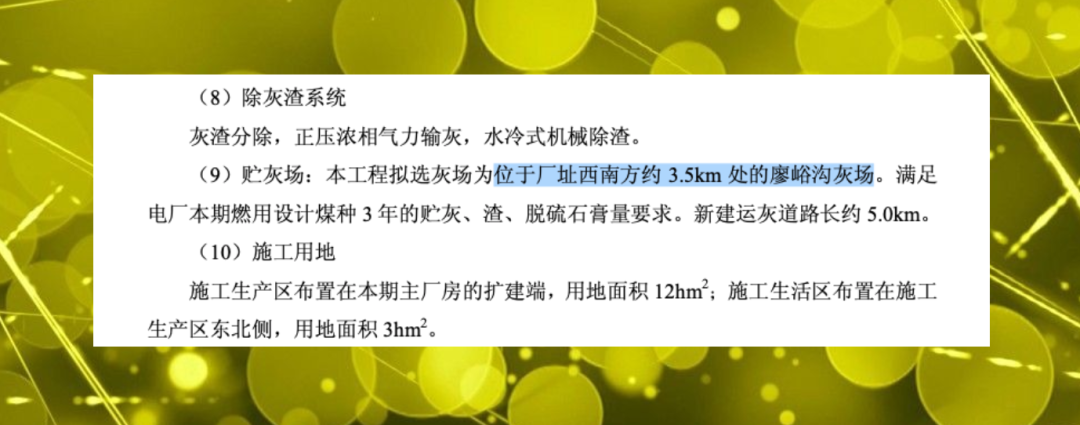 （8）除灰渣系统
灰渣分除，正压浓相气力输灰，水冷式机械除渣。
（9）贮灰场：本工程拟选灰场为位于厂址西南方约 3.5km 处的廖峪沟灰场。满足
电厂本期燃用设计煤种 3 年的贮灰、渣、脱硫石膏量要求。新建运灰道路长约 5.0km。
（10）施工用地
施工生产区布置在本期主厂房的扩建端，用地面积 12hm²；施工生活区布置在施工
生产区东北侧，用地面积 3hm²。